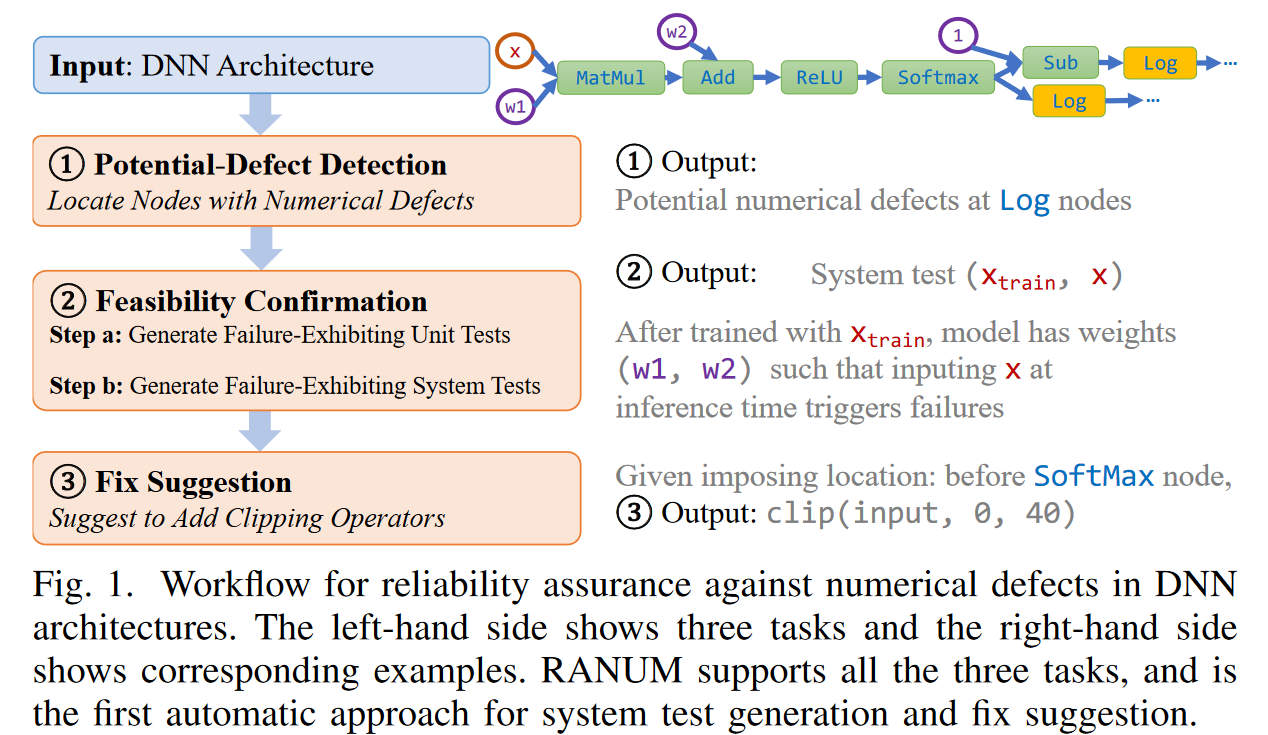 Input: DNN Architecture
x
w1
w2
1
MatMul
Add
ReLU
Softmax
Sub
Log
...
Log
...
① Potential-Defect Detection
Locate Nodes with Numerical Defects
① Output:
Potential numerical defects at Log nodes
② Feasibility Confirmation
Step a: Generate Failure-Exhibiting Unit Tests
Step b: Generate Failure-Exhibiting System Tests
② Output: System test (xtrain, x)
After trained with xtrain, model has weights
(w1, w2) such that inputing x at
inference time triggers failures
③ Fix Suggestion
Suggest to Add Clipping Operators
Given imposing location: before SoftMax node,
③ Output: clip(input, 0, 40)
Fig. 1. Workflow for reliability assurance against numerical defects in DNN
architectures. The left-hand side shows three tasks and the right-hand side
shows corresponding examples. RANUM supports all the three tasks, and is
the first automatic approach for system test generation and fix suggestion.